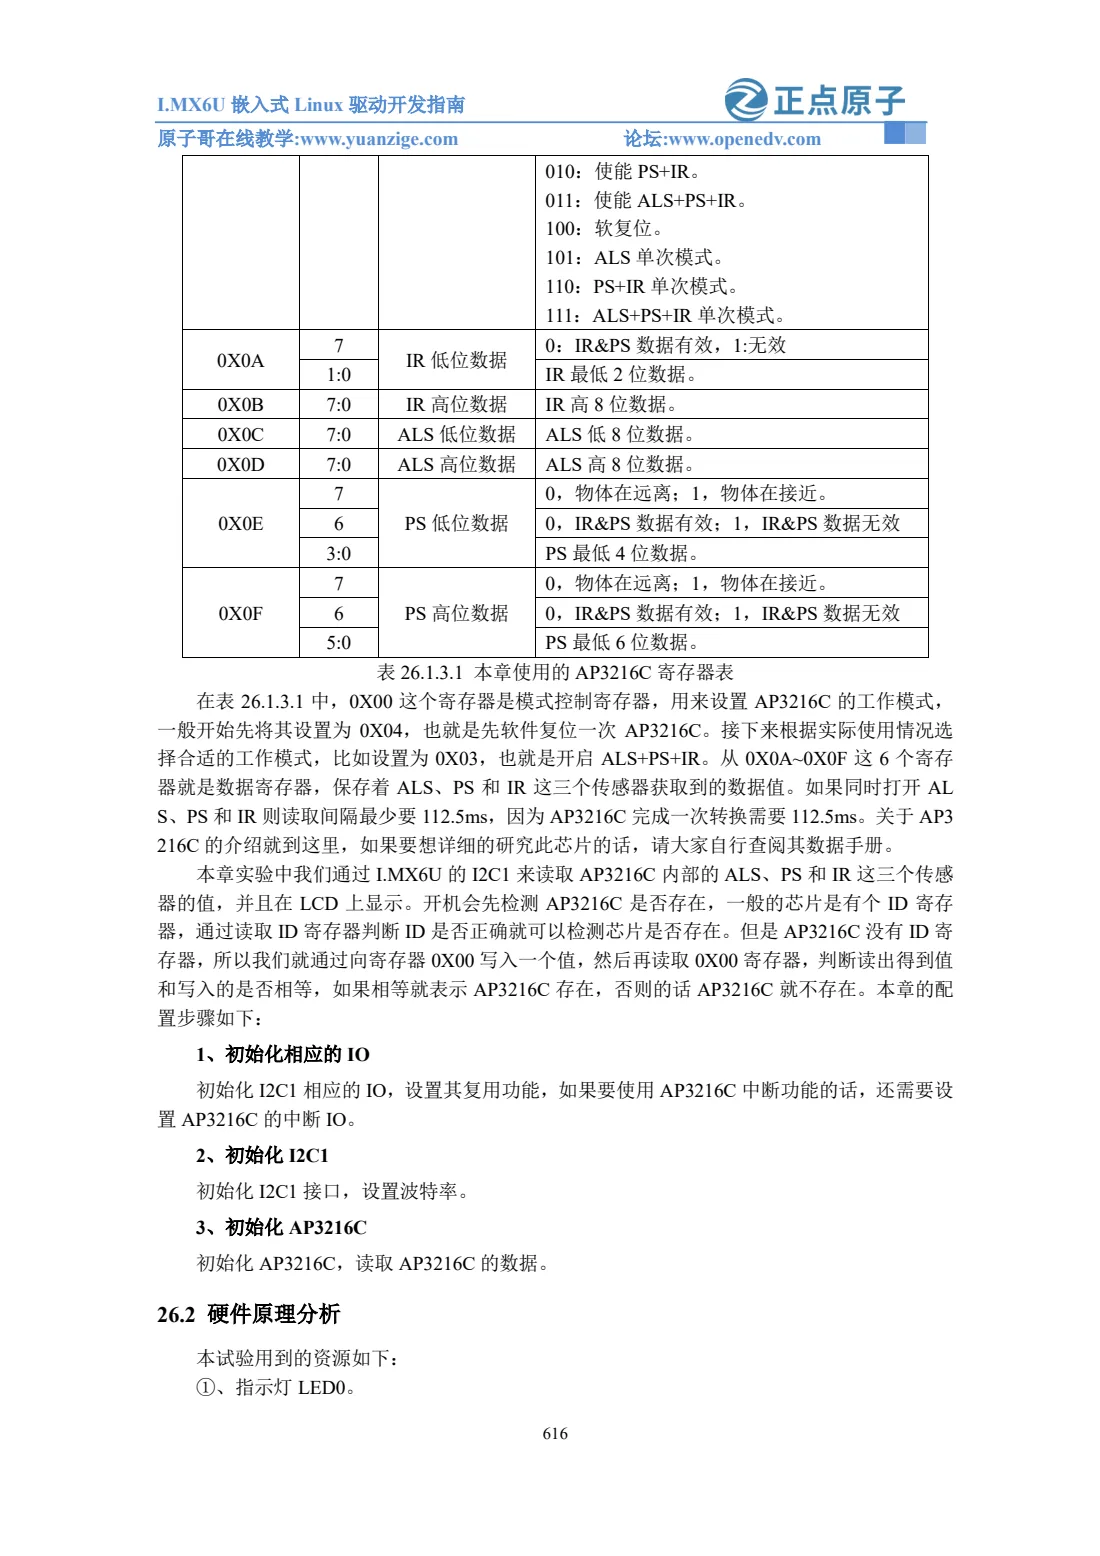 I.MX6U 嵌入式 Linux 驱动开发指南
正点原子
原子哥在线教学:www.yuanzige.com 论坛:www.openedv.com
010：使能 PS+IR。
011：使能 ALS+PS+IR。
100：软复位。
101：ALS 单次模式。
110：PS+IR 单次模式。
111：ALS+PS+IR 单次模式。
0X0A 7 IR 低位数据 0：IR&PS 数据有效，1:无效
1:0 IR 最低 2 位数据。
0X0B 7:0 IR 高位数据 IR 高 8 位数据。
0X0C 7:0 ALS 低位数据 ALS 低 8 位数据。
0X0D 7:0 ALS 高位数据 ALS 高 8 位数据。
0X0E 7 PS 低位数据 0，物体在远离；1，物体在接近。
6 0，IR&PS 数据有效；1，IR&PS 数据无效
3:0 PS 最低 4 位数据。
0X0F 7 PS 高位数据 0，物体在远离；1，物体在接近。
6 0，IR&PS 数据有效；1，IR&PS 数据无效
5:0 PS 最低 6 位数据。
表 26.1.3.1 本章使用的 AP3216C 寄存器表
在表 26.1.3.1 中，0X00 这个寄存器是模式控制寄存器，用来设置 AP3216C 的工作模式，
一般开始先将其设置为 0X04，也就是先软件复位一次 AP3216C。接下来根据实际使用情况选
择合适的工作模式，比如设置为 0X03，也就是开启 ALS+PS+IR。从 0X0A~0X0F 这 6 个寄存
器就是数据寄存器，保存着 ALS、PS 和 IR 这三个传感器获取到的数据值。如果同时打开 AL
S、PS 和 IR 则读取间隔最少要 112.5ms，因为 AP3216C 完成一次转换需要 112.5ms。关于 AP3
216C 的介绍就到这里，如果要想详细的研究此芯片的话，请大家自行查阅其数据手册。
本章实验中我们通过 I.MX6U 的 I2C1 来读取 AP3216C 内部的 ALS、PS 和 IR 这三个传感
器的值，并且在 LCD 上显示。开机会先检测 AP3216C 是否存在，一般的芯片是有个 ID 寄存
器，通过读取 ID 寄存器判断 ID 是否正确就可以检测芯片是否存在。但是 AP3216C 没有 ID 寄
存器，所以我们就通过向寄存器 0X00 写入一个值，然后再读取 0X00 寄存器，判断读出得到值
和写入的是否相等，如果相等就表示 AP3216C 存在，否则的话 AP3216C 就不存在。本章的配
置步骤如下：
1、初始化相应的 IO
初始化 I2C1 相应的 IO，设置其复用功能，如果要使用 AP3216C 中断功能的话，还需要设
置 AP3216C 的中断 IO。
2、初始化 I2C1
初始化 I2C1 接口，设置波特率。
3、初始化 AP3216C
初始化 AP3216C，读取 AP3216C 的数据。
26.2 硬件原理分析
本试验用到的资源如下：
①、指示灯 LED0。
616